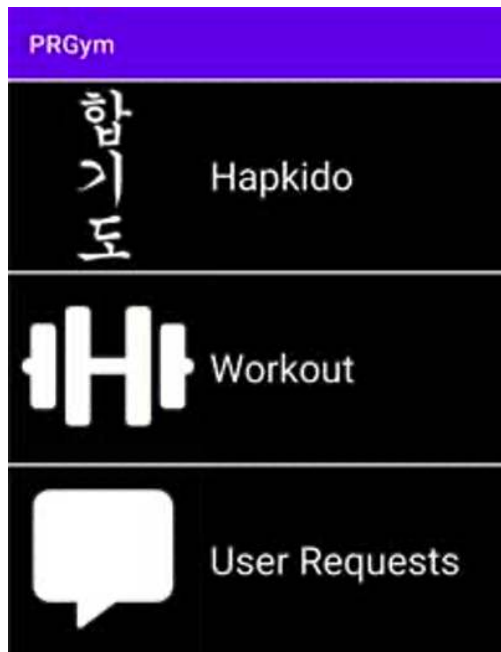 PRGym
합기도
Hapkido
Workout
User Requests